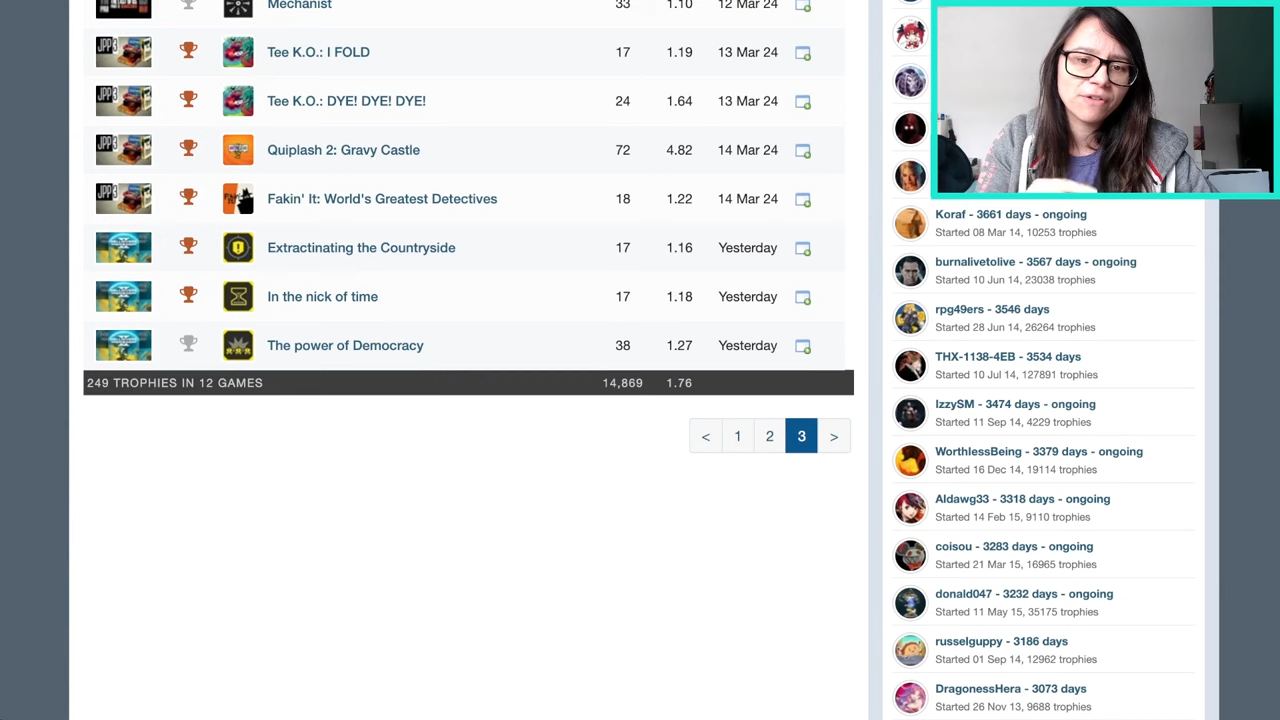 Mechanist 33 1.10 12 Mar 24
Tee K.O.: I FOLD 17 1.19 13 Mar 24
Tee K.O.: DYE! DYE! DYE! 24 1.64 13 Mar 24
Quiplash 2: Gravy Castle 72 4.82 14 Mar 24
Fakin' It: World's Greatest Detectives 18 1.22 14 Mar 24
Extractinating the Countryside 17 1.16 Yesterday
In the nick of time 17 1.18 Yesterday
The power of Democracy 38 1.27 Yesterday
249 TROPHIES IN 12 GAMES 14,869 1.76
< 1 2 3 >
Koraf - 3661 days - ongoing
Started 08 Mar 14, 10253 trophies
burnalivetolive - 3567 days - ongoing
Started 10 Jun 14, 23038 trophies
rpg49ers - 3546 days
Started 28 Jun 14, 26264 trophies
THX-1138-4EB - 3534 days
Started 10 Jul 14, 127891 trophies
IzzySM - 3474 days - ongoing
Started 11 Sep 14, 4229 trophies
WorthlessBeing - 3379 days - ongoing
Started 16 Dec 14, 19114 trophies
Aldawg33 - 3318 days - ongoing
Started 14 Feb 15, 9110 trophies
coisou - 3283 days - ongoing
Started 21 Mar 15, 16965 trophies
donald047 - 3232 days - ongoing
Started 11 May 15, 35175 trophies
russelguppy - 3186 days
Started 01 Sep 14, 12962 trophies
DragonessHera - 3073 days
Started 26 Nov 13, 9688 trophies